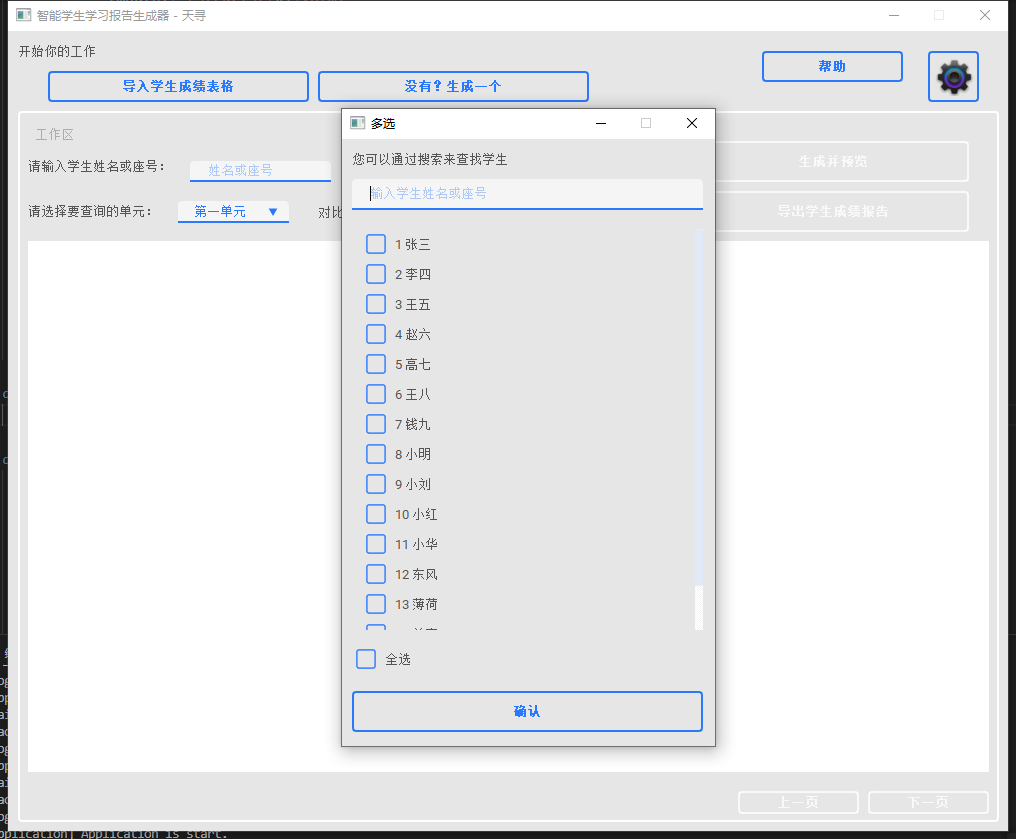 智能学生学习报告生成器 - 天寻
开始你的工作
导入学生成绩表格
没有？生成一个
帮助
工作区
请输入学生姓名或座号：
姓名或座号
请选择要查询的单元：
第一单元
对比
生成并预览
导出学生成绩报告
多选
您可以通过搜索来查找学生
输入学生姓名或座号
1 张三
2 李四
3 王五
4 赵六
5 高七
6 王八
7 钱九
8 小明
9 小刘
10 小红
11 小华
12 东风
13 薄荷
全选
确认
上一页
下一页
Application is start.